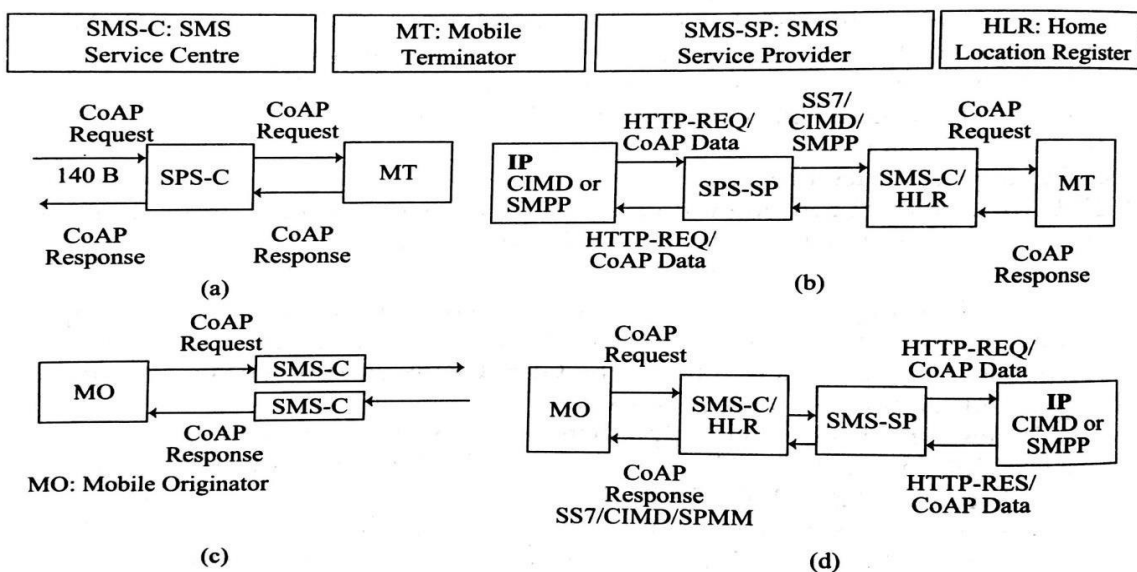 SMS-C: SMS
Service Centre
MT: Mobile
Terminator
SMS-SP: SMS
Service Provider
HLR: Home
Location Register
CoAP
Request
140 B
CoAP
Response
SPS-C
CoAP
Request
CoAP
Response
MT
(a)
IP
CIMD or
SMPP
HTTP-REQ/
CoAP Data
HTTP-REQ/
CoAP Data
SPS-SP
SS7/
CIMD/
SMPP
SMS-C/
HLR
CoAP
Request
CoAP
Response
MT
(b)
MO
CoAP
Request
SMS-C
SMS-C
CoAP
Response
MO: Mobile Originator
(c)
MO
CoAP
Request
SMS-C/
HLR
CoAP
Response
SS7/CIMD/SPMM
SMS-SP
HTTP-REQ/
CoAP Data
IP
CIMD or
SMPP
HTTP-RES/
CoAP Data
(d)